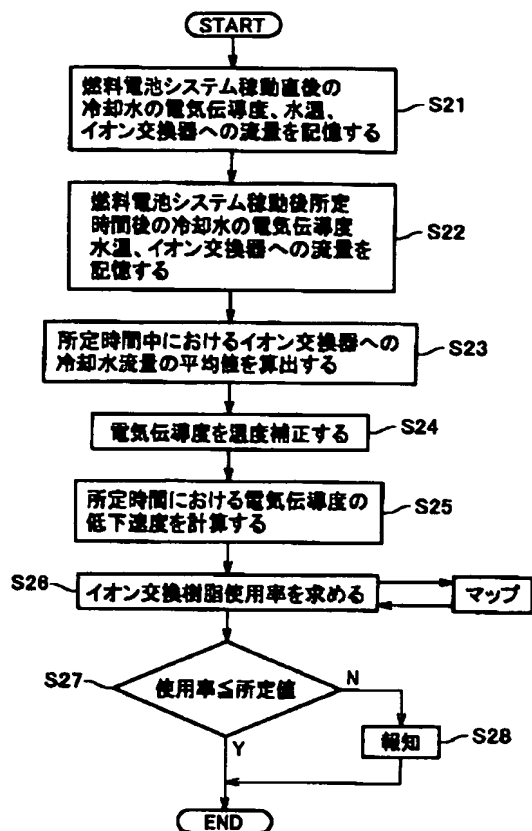 START
燃料電池システム稼動直後の
冷却水の電気伝導度、水温、
イオン交換器への流量を記憶する
S21
燃料電池システム稼動後所定
時間後の冷却水の電気伝導度
水温、イオン交換器への流量を
記憶する
S22
所定時間中におけるイオン交換器への
冷却水流量の平均値を算出する
S23
電気伝導度を温度補正する
S24
所定時間における電気伝導度の
低下速度を計算する
S25
S26
イオン交換樹脂使用率を求める
マップ
S27
使用率≦所定値
N
Y
報知
S28
END